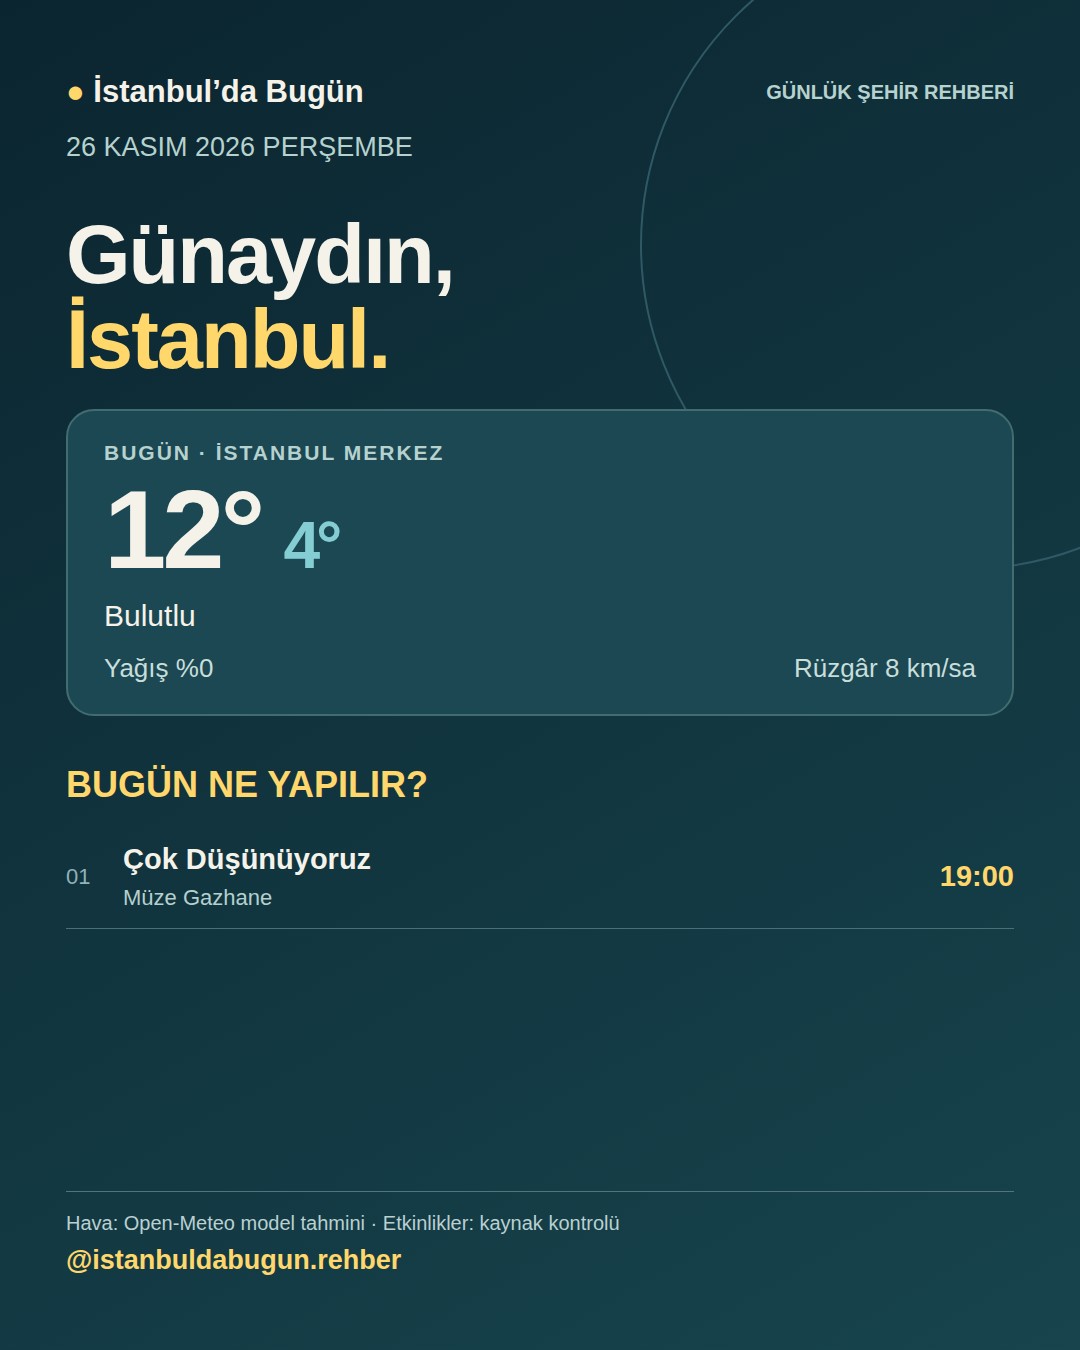 ● İstanbul’da Bugün
GÜNLÜK ŞEHİR REHBERİ
26 KASIM 2026 PERŞEMBE
Günaydın,
İstanbul.
BUGÜN · İSTANBUL MERKEZ
12° 4°
Bulutlu
Yağış %0
Rüzgâr 8 km/sa
BUGÜN NE YAPILIR?
01
Çok Düşünüyoruz
Müze Gazhane
19:00
Hava: Open-Meteo model tahmini · Etkinlikler: kaynak kontrolü
@istanbuldabugun.rehber